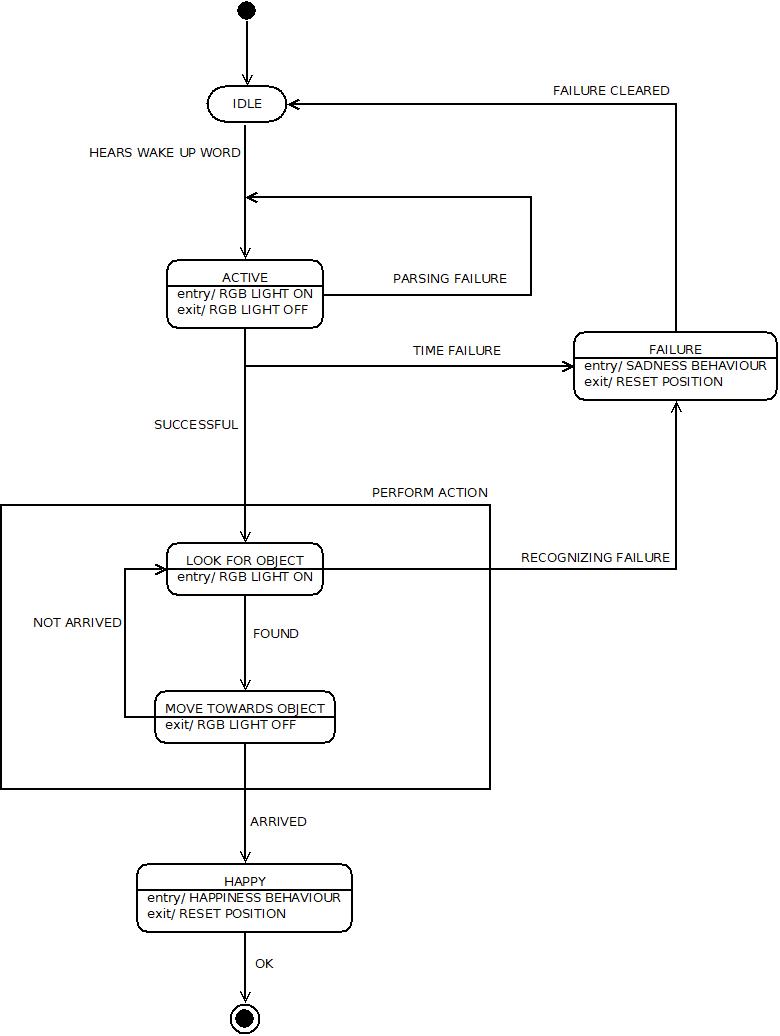 IDLE
FAILURE CLEARED
HEARS WAKE UP WORD
ACTIVE
entry/ RGB LIGHT ON
exit/ RGB LIGHT OFF
PARSING FAILURE
TIME FAILURE
FAILURE
entry/ SADNESS BEHAVIOUR
exit/ RESET POSITION
SUCCESSFUL
PERFORM ACTION
LOOK FOR OBJECT
entry/ RGB LIGHT ON
RECOGNIZING FAILURE
NOT ARRIVED
FOUND
MOVE TOWARDS OBJECT
exit/ RGB LIGHT OFF
ARRIVED
HAPPY
entry/ HAPPINESS BEHAVIOUR
exit/ RESET POSITION
OK